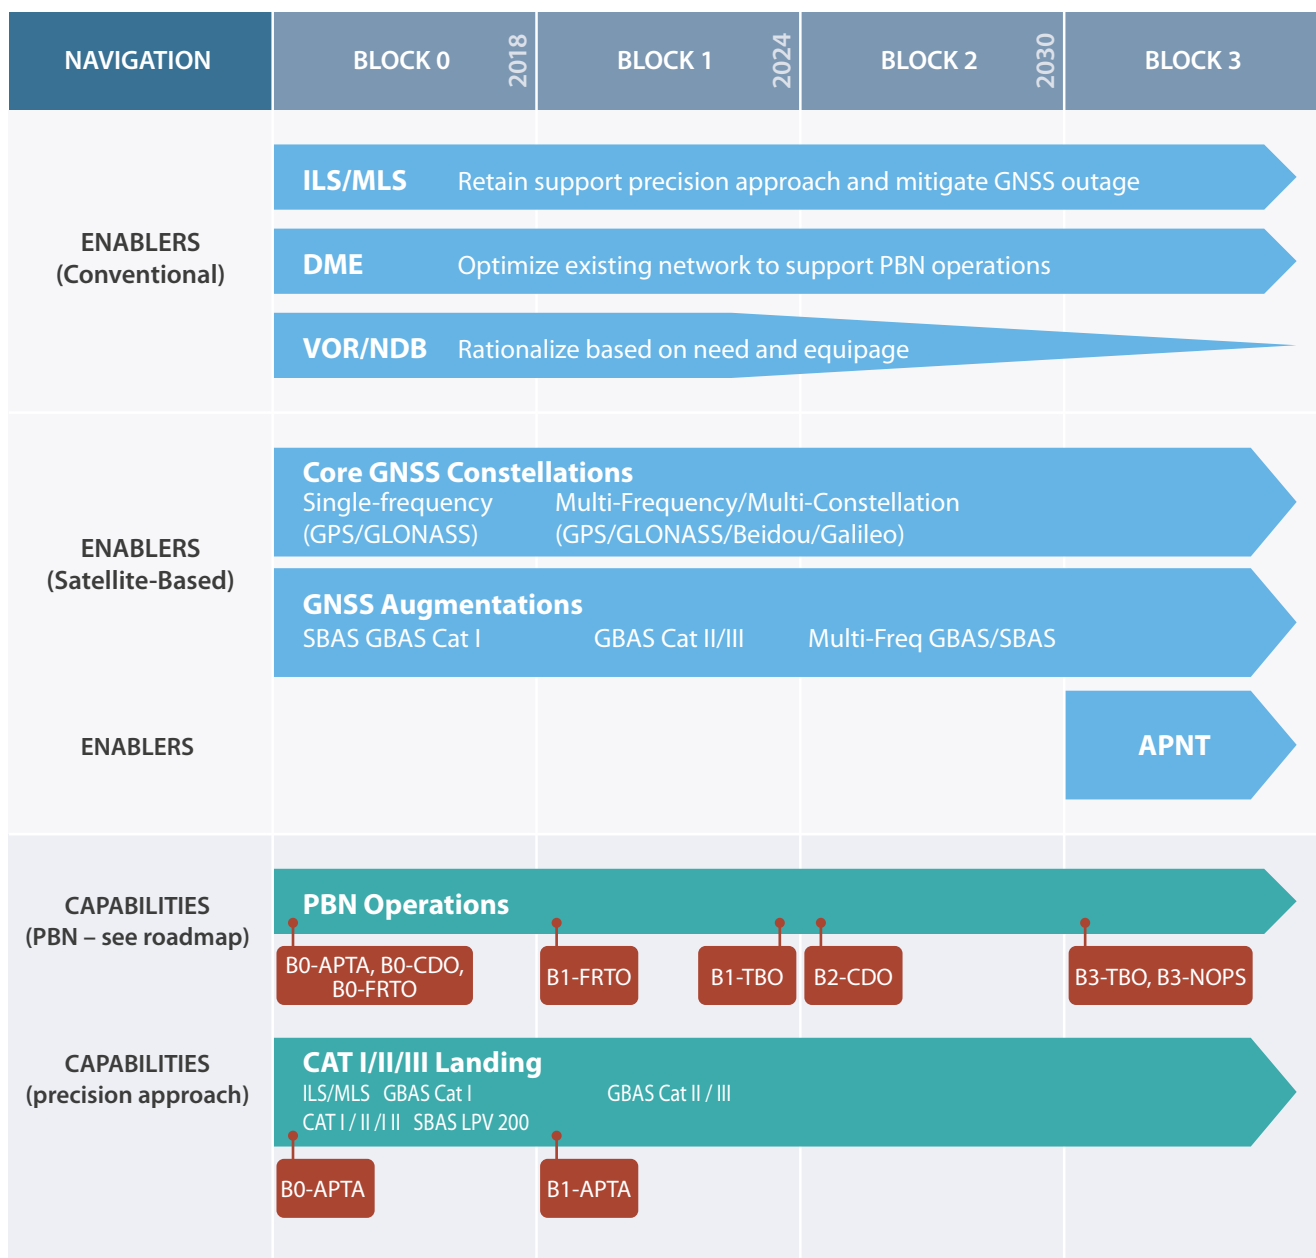 NAVIGATION
BLOCK 0
2018
BLOCK 1
2024
BLOCK 2
2030
BLOCK 3
ENABLERS
(Conventional)
ILS/MLS Retain support precision approach and mitigate GNSS outage
DME Optimize existing network to support PBN operations
VOR/NDB Rationalize based on need and equipage
ENABLERS
(Satellite-Based)
Core GNSS Constellations
Single-frequency
(GPS/GLONASS)
Multi-Frequency/Multi-Constellation
(GPS/GLONASS/Beidou/Galileo)
GNSS Augmentations
SBAS GBAS Cat I
GBAS Cat II/III
Multi-Freq GBAS/SBAS
ENABLERS
APNT
CAPABILITIES
(PBN – see roadmap)
PBN Operations
B0-APTA, B0-CDO,
B0-FRTO
B1-FRTO
B1-TBO
B2-CDO
B3-TBO, B3-NOPS
CAPABILITIES
(precision approach)
CAT I/II/III Landing
ILS/MLS GBAS Cat I
GBAS Cat II / III
CAT I / II /I II SBAS LPV 200
B0-APTA
B1-APTA